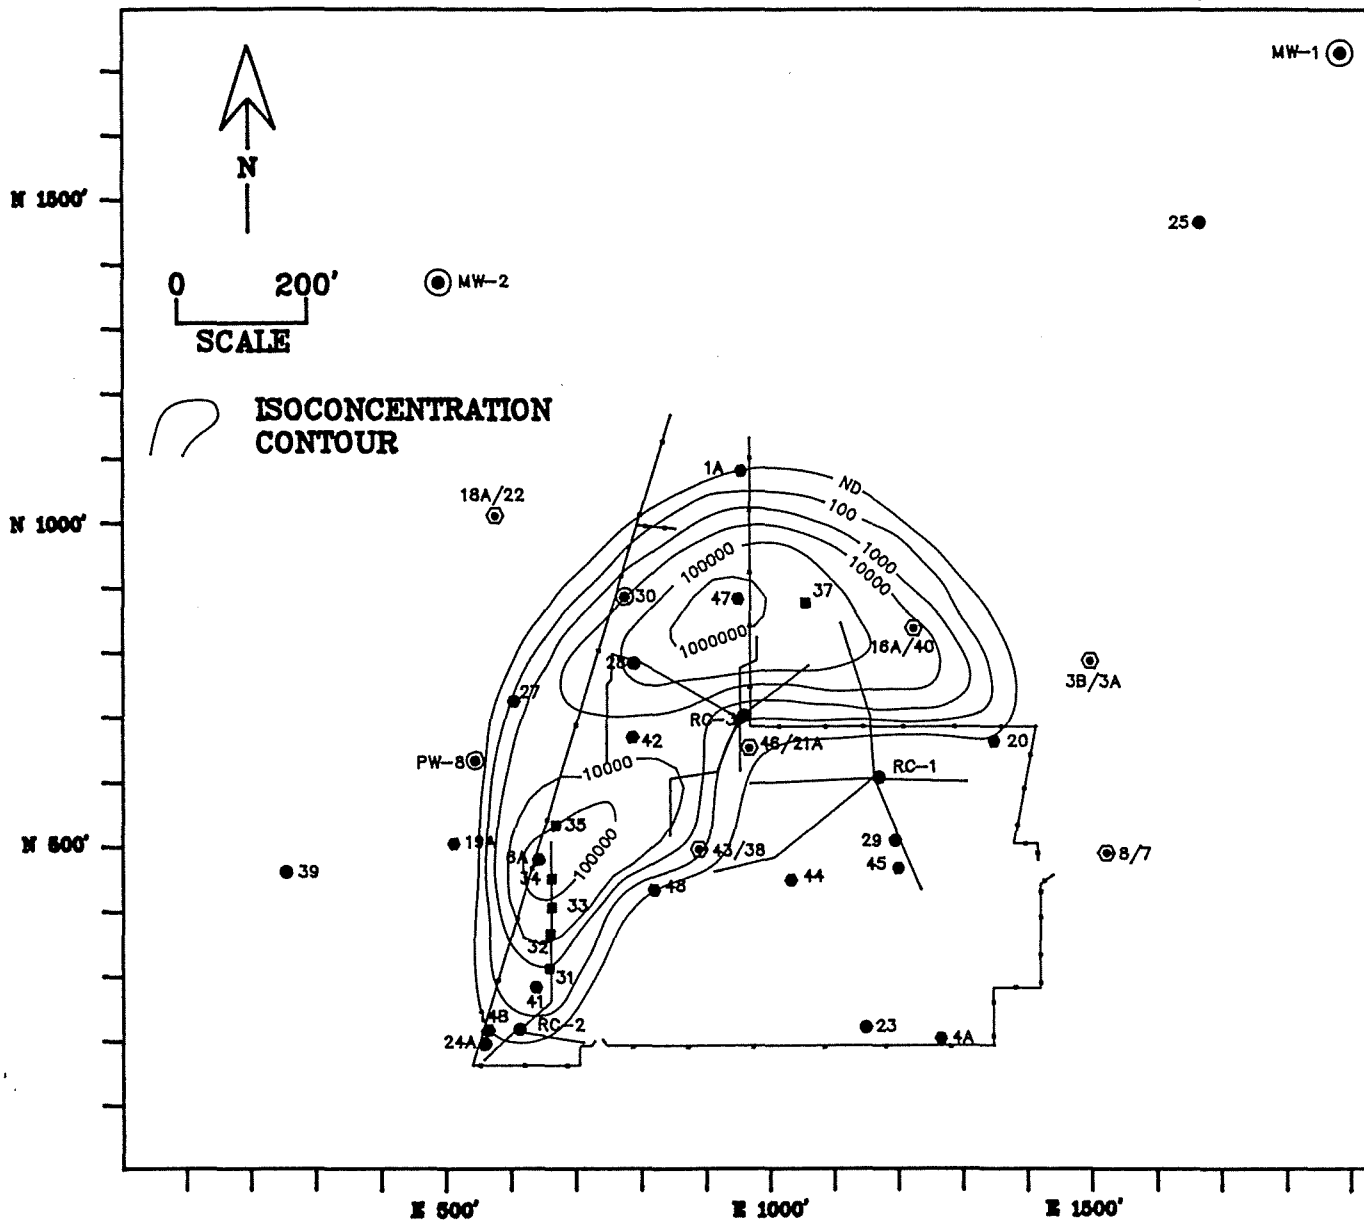 MW-1
N
N 1500'
25
0 200'
MW-2
SCALE
ISOCONCENTRATION
CONTOUR
1A
ND
18A/22
100
N 1000'
1000
10000
100000
30
47
37
1000000
16A/40
28
3B/3A
27
RC-3
42
46/21A
20
PW-8
10000
RC-1
35
N 500'
19A
6A
100000
43/38
29
8/7
39
34
48
44
45
33
32
31
41
14B
RC-2
23
24A
4A
E 500'
E 1000'
E 1500'